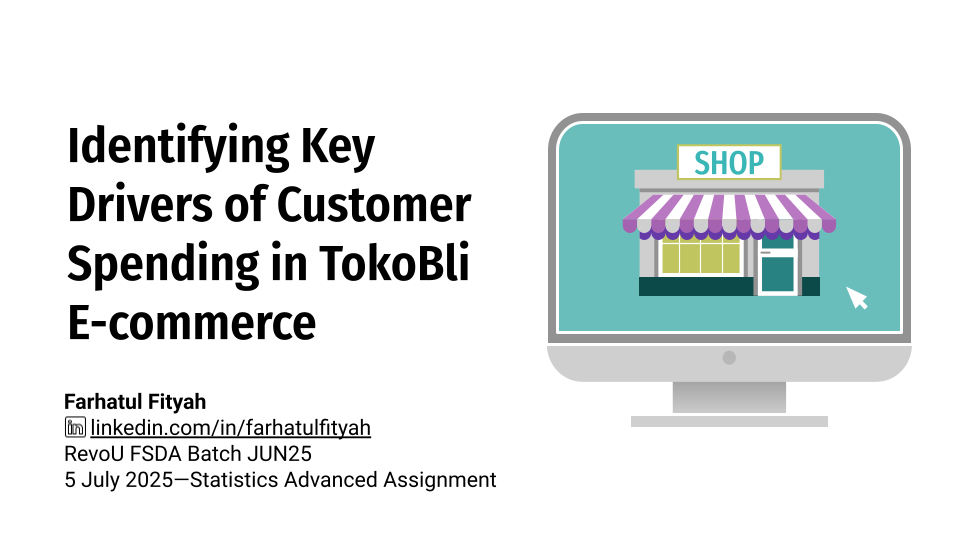 Identifying Key
Drivers of Customer
Spending in TokoBli
E-commerce
SHOP
Farhatul Fityah
in linkedin.com/in/farhatulfityah
RevoU FSDA Batch JUN25
5 July 2025—Statistics Advanced Assignment